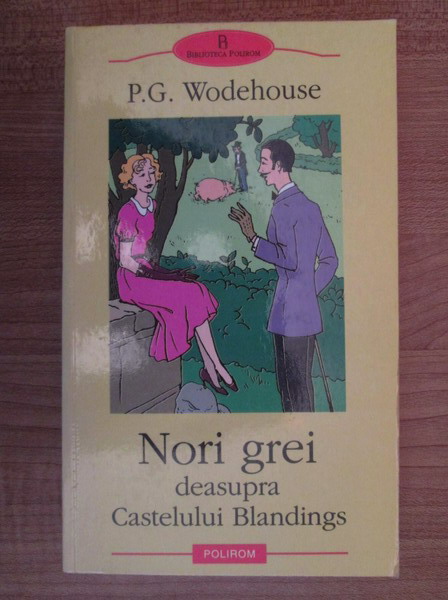 B
BIBLIOTECA POLIROM
P.G. Wodehouse
Nori grei
deasupra
Castelului Blandings
POLIROM